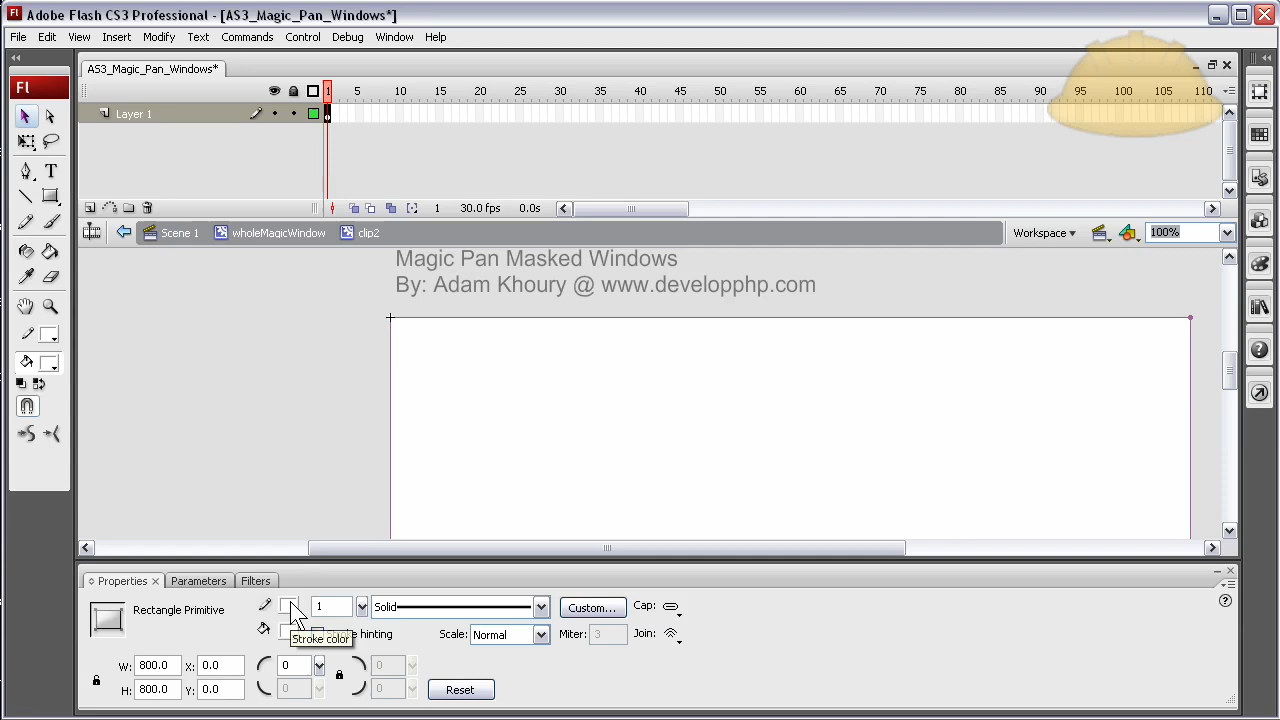 Adobe Flash CS3 Professional - [AS3_Magic_Pan_Windows*]
File Edit View Insert Modify Text Commands Control Debug Window Help
AS3_Magic_Pan_Windows*
Fl
1 5 10 15 20 25 30 35 40 45 50 55 60 65 70 75 80 85 90 95 100 105 110
Layer 1
1 30.0 fps 0.0s
Scene 1 wholeMagicWindow clip2 Workspace 100%
Magic Pan Masked Windows
By: Adam Khoury @ www.developphp.com
Properties × Parameters Filters
Rectangle Primitive 1 Solid Custom... Cap:
Stroke color
hinting Scale: Normal Miter: 3 Join:
W: 800.0 X: 0.0 0 0
H: 800.0 Y: 0.0 0 0 Reset